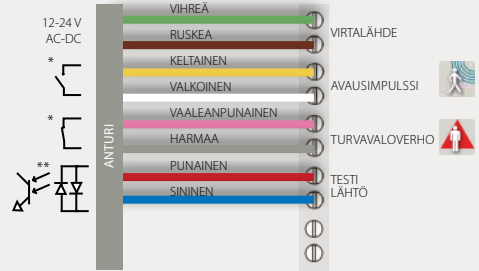 12-24 V
AC-DC
*
*
**
ANTURI
VIHREÄ
RUSKEA
KELTAINEN
VALKOINEN
VAALEANPUNAINEN
HARMAA
PUNAINEN
SININEN
VIRTALÄHDE
AVAUSIMPULSSI
TURVAVALOVERHO
TESTI
LÄHTÖ